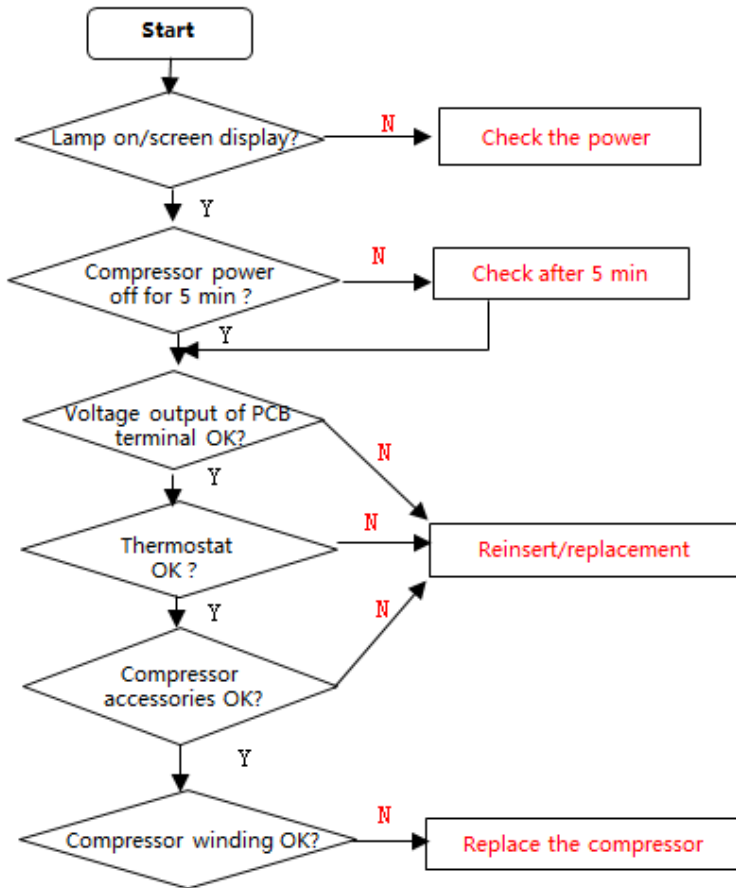 Start
Lamp on/screen display?
N
Check the power
Y
Compressor power
off for 5 min ?
N
Check after 5 min
Y
Voltage output of PCB
terminal OK?
N
Y
Thermostat
OK ?
N
Reinsert/replacement
Y
N
Compressor
accessories OK?
Y
Compressor winding OK?
N
Replace the compressor